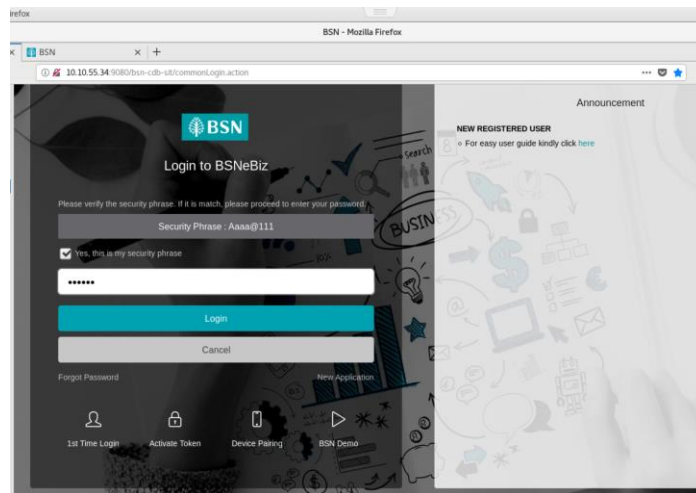 irefox
BSN - Mozilla Firefox
BSN
10.10.55.34:9080/bsn-cdb-sit/commonLogin.action
BSN
Login to BSNeBiz
Please verify the security phrase. If it is match, please proceed to enter your password.
Security Phrase : Aaaa@111
Yes, this is my security phrase
••••••
Login
Cancel
Forgot Password
New Application
1st Time Login
Activate Token
Device Pairing
BSN Demo
Announcement
NEW REGISTERED USER
For easy user guide kindly click here
search
BUSINESS
80%